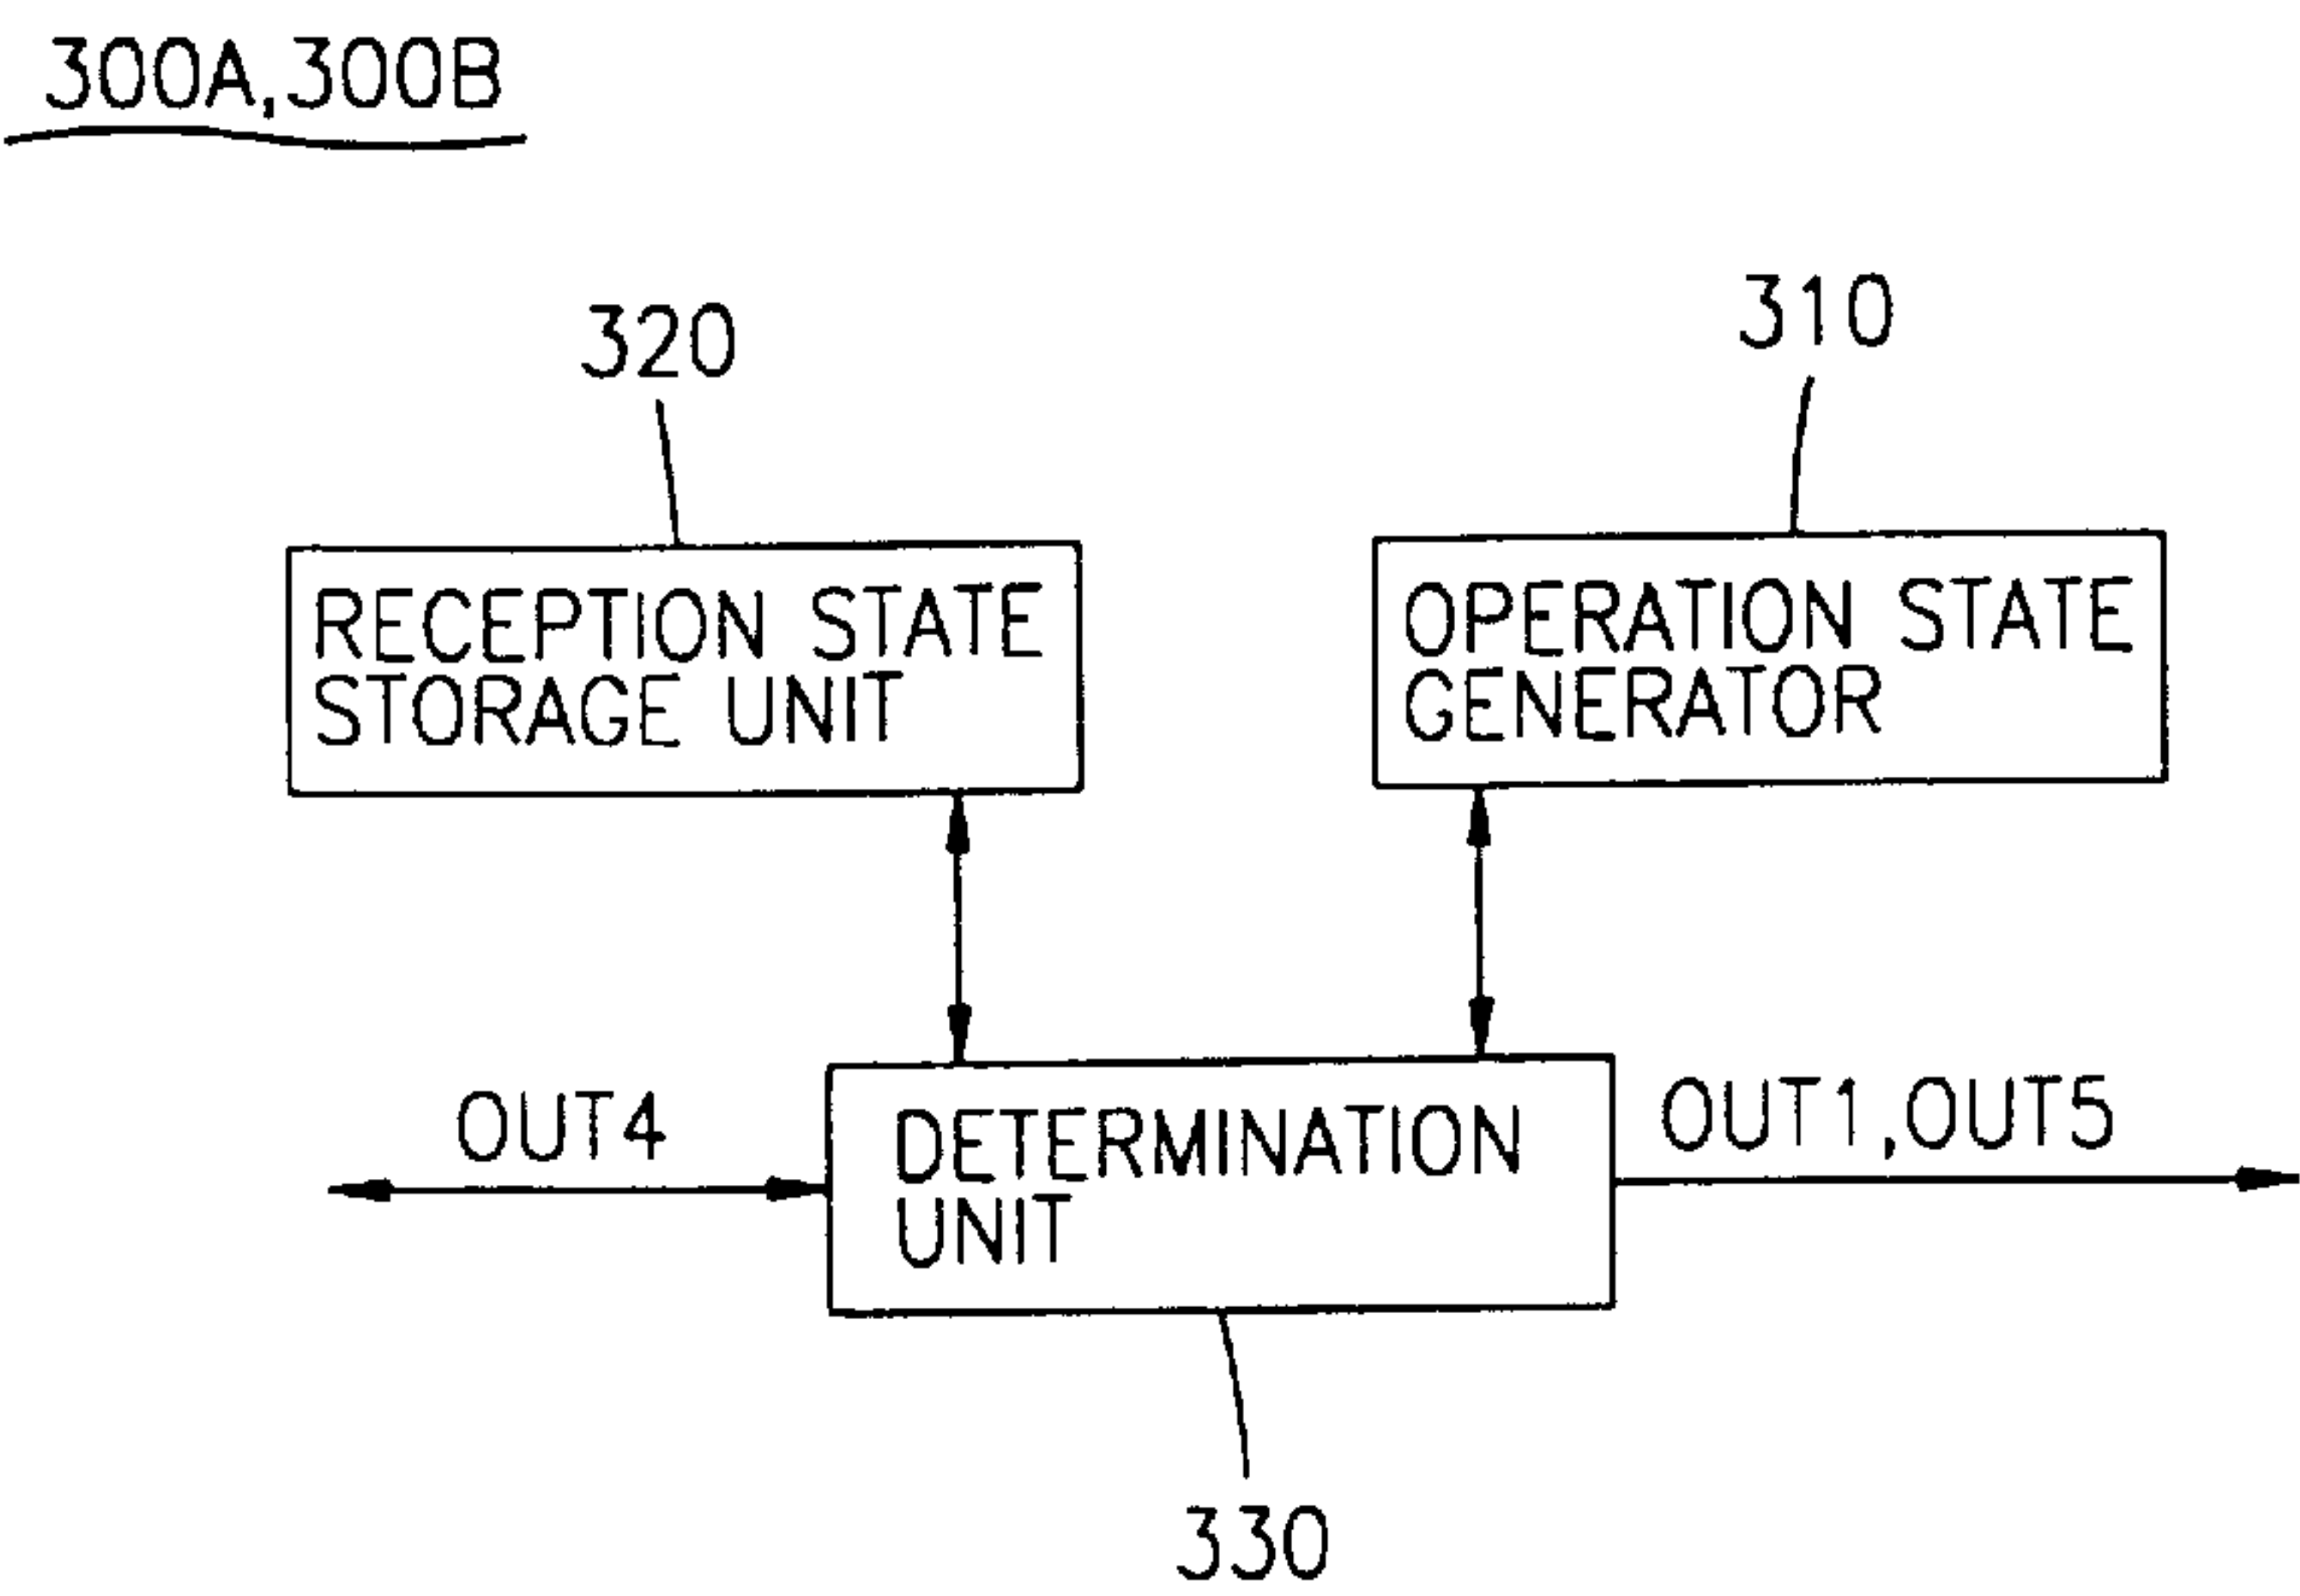 300A,300B
320
310
RECEPTION STATE
STORAGE UNIT
OPERATION STATE
GENERATOR
OUT4
DETERMINATION
UNIT
OUT1,OUT5
330